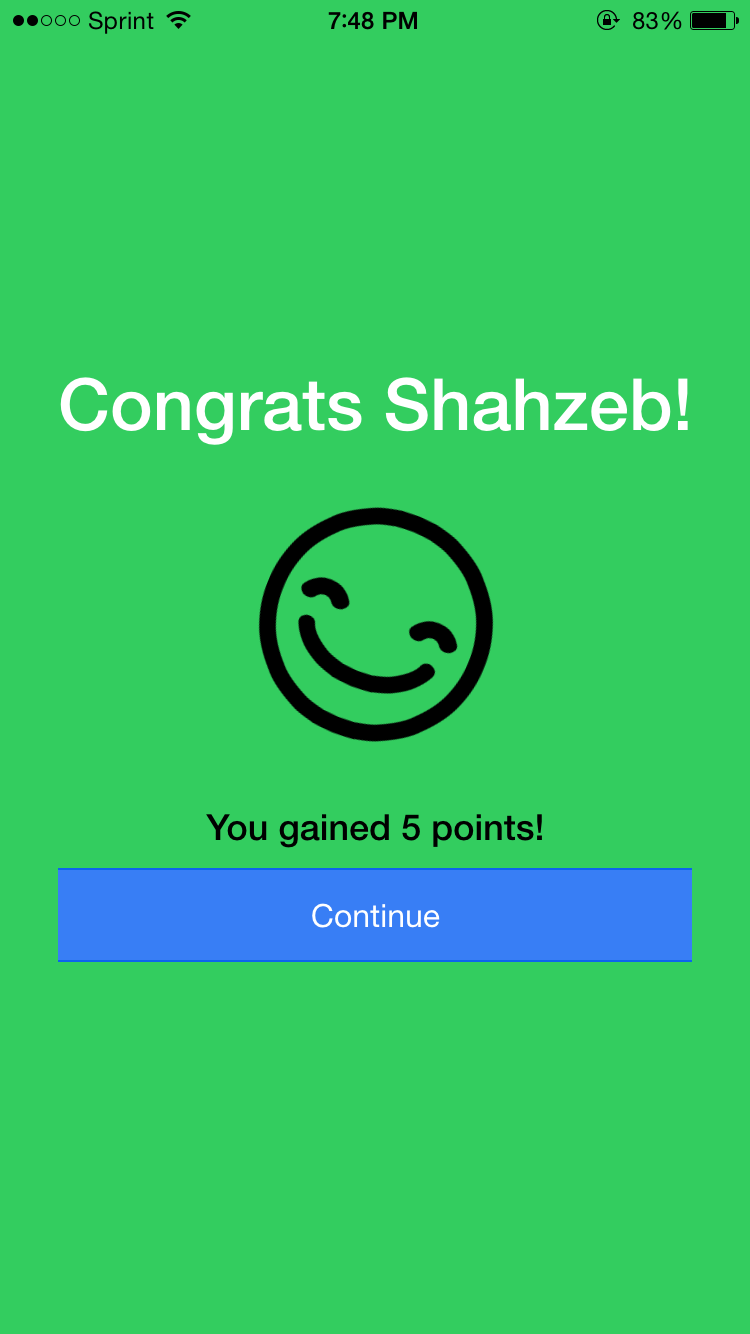 Sprint 7:48 PM 83%
Congrats Shahzeb!
You gained 5 points!
Continue